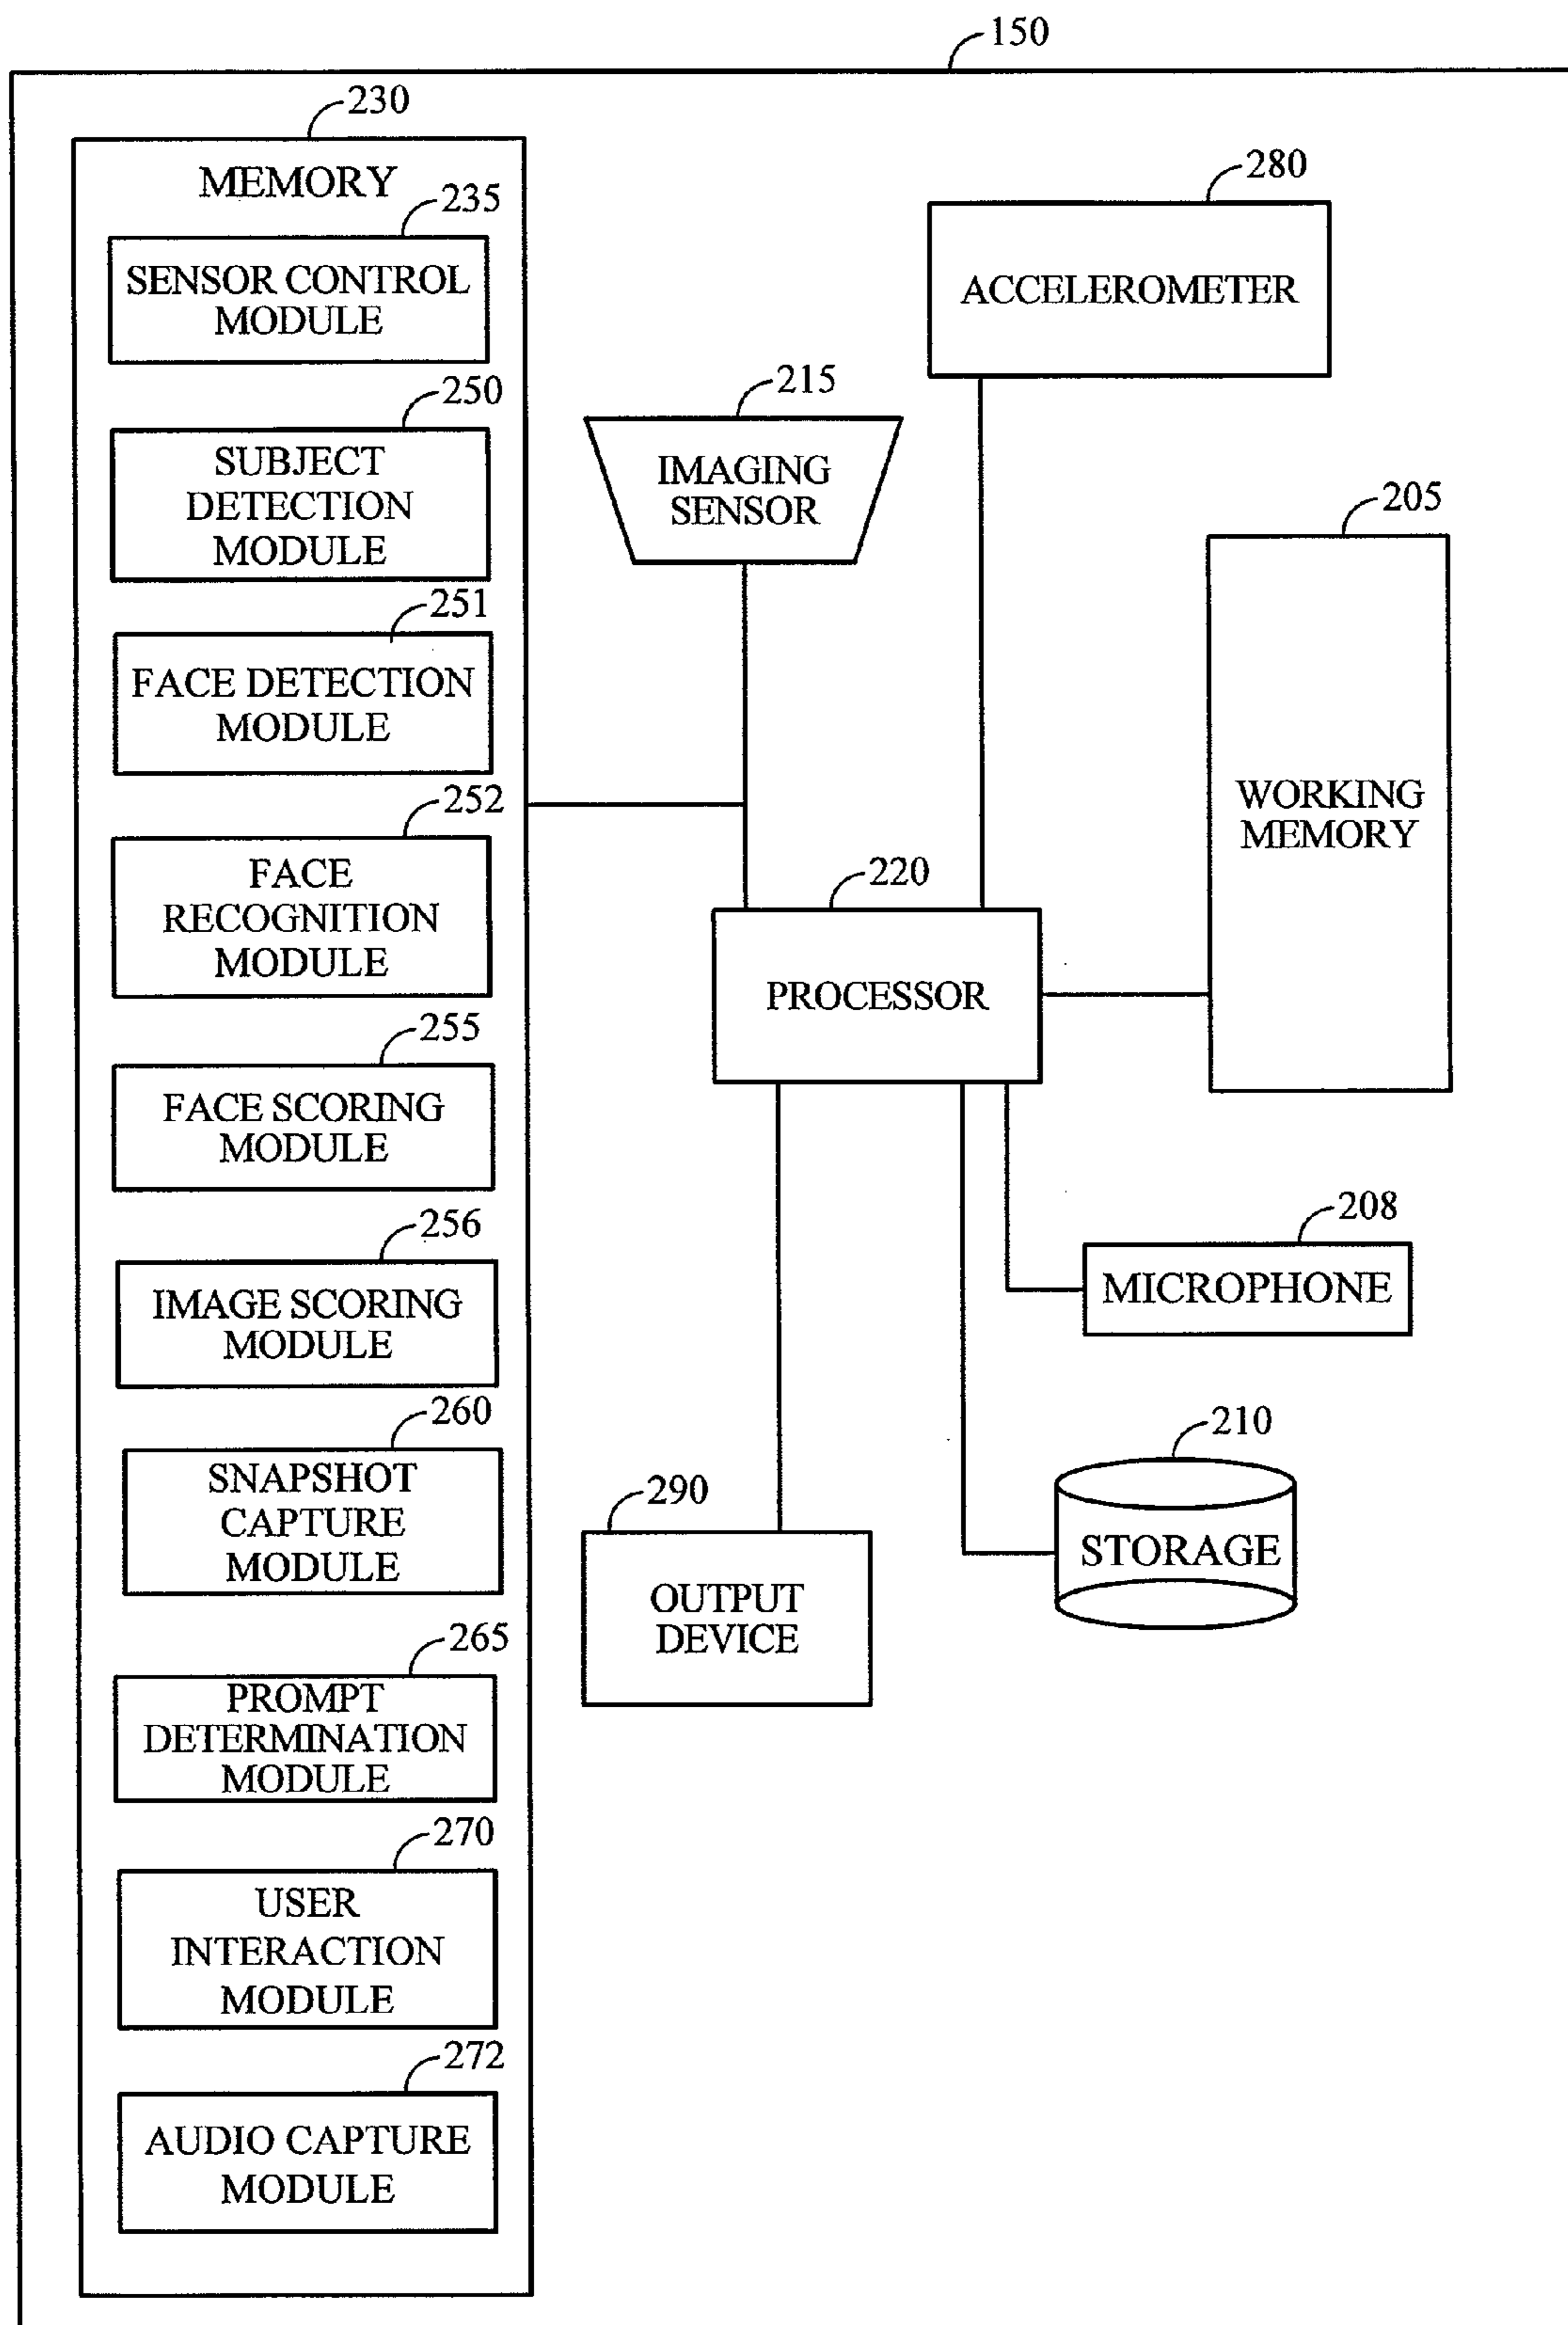 150
230
MEMORY
235
SENSOR CONTROL
MODULE
250
SUBJECT
DETECTION
MODULE
251
FACE DETECTION
MODULE
252
FACE
RECOGNITION
MODULE
255
FACE SCORING
MODULE
256
IMAGE SCORING
MODULE
260
SNAPSHOT
CAPTURE
MODULE
265
PROMPT
DETERMINATION
MODULE
270
USER
INTERACTION
MODULE
272
AUDIO CAPTURE
MODULE
280
ACCELEROMETER
215
IMAGING
SENSOR
205
WORKING
MEMORY
220
PROCESSOR
208
MICROPHONE
210
STORAGE
290
OUTPUT
DEVICE